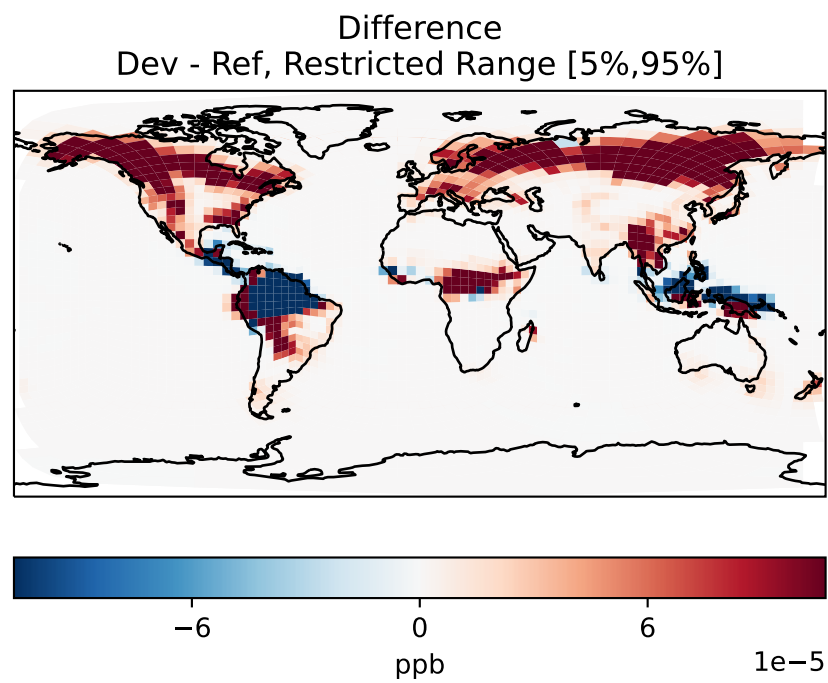 Difference
Dev - Ref, Restricted Range [5%,95%]
−6 0 6
1e−5
ppb